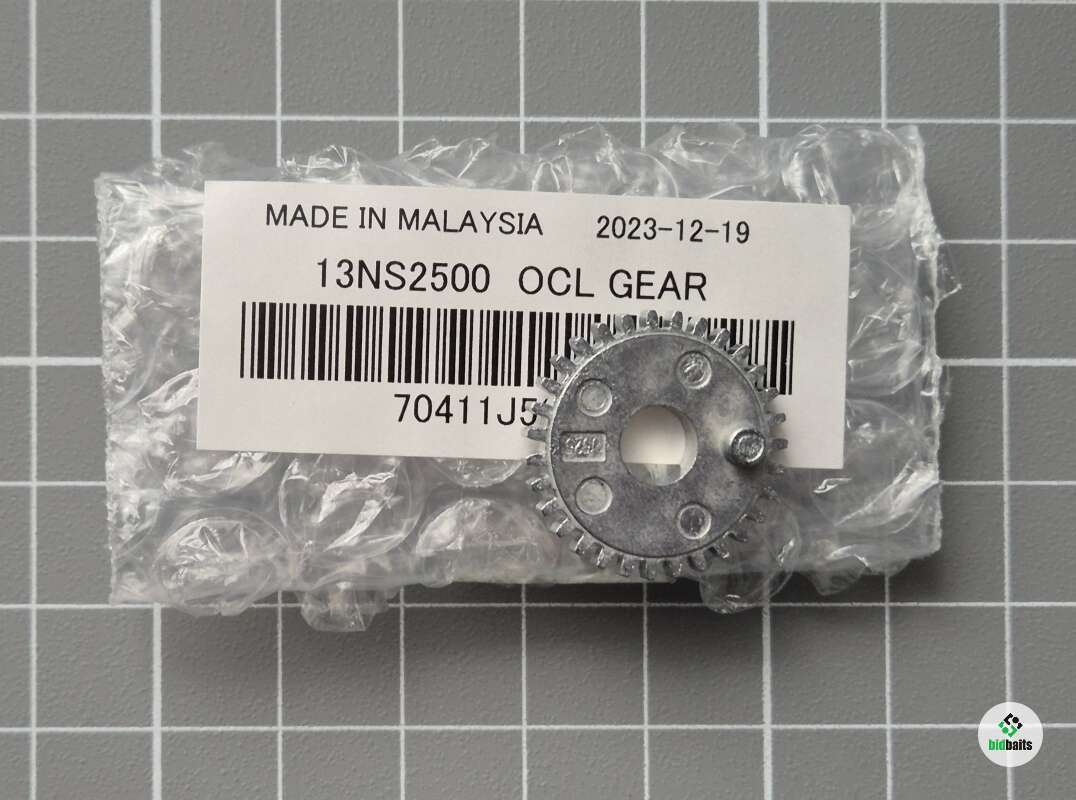 MADE IN MALAYSIA 2023-12-19
13NS2500 OCL GEAR
70411J5
bidbaits